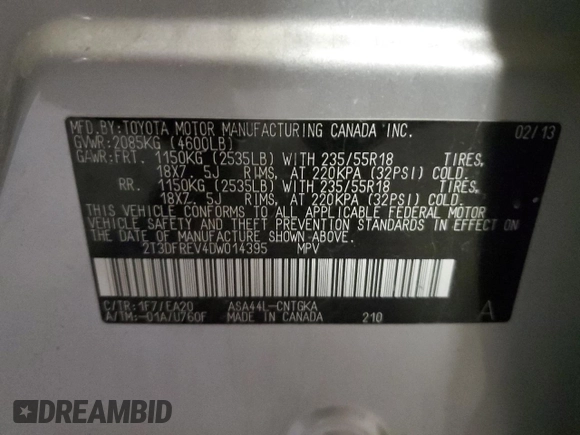 MFD.BY:TOYOTA MOTOR MANUFACTURING CANADA INC. 02/13
GVWR:2085KG (4600LB)
GAWR:FRT. 1150KG (2535LB) WITH 235/55R18 TIRES,
18X7. 5J RIMS, AT 220KPA (32PSI) COLD.
RR. 1150KG (2535LB) WITH 235/55R18 TIRES,
18X7. 5J RIMS, AT 220KPA (32PSI) COLD.
THIS VEHICLE CONFORMS TO ALL APPLICABLE FEDERAL MOTOR
VEHICLE SAFETY AND THEFT PREVENTION STANDARDS IN EFFECT ON
THE DATE OF MANUFACTURE SHOWN ABOVE.
2T3DFREV4DW014395 MPV
C/TR:1F7/EA20 ASA44L-CNTGKA A
A/TM:-01A/U760F MADE IN CANADA 210
DREAMBID